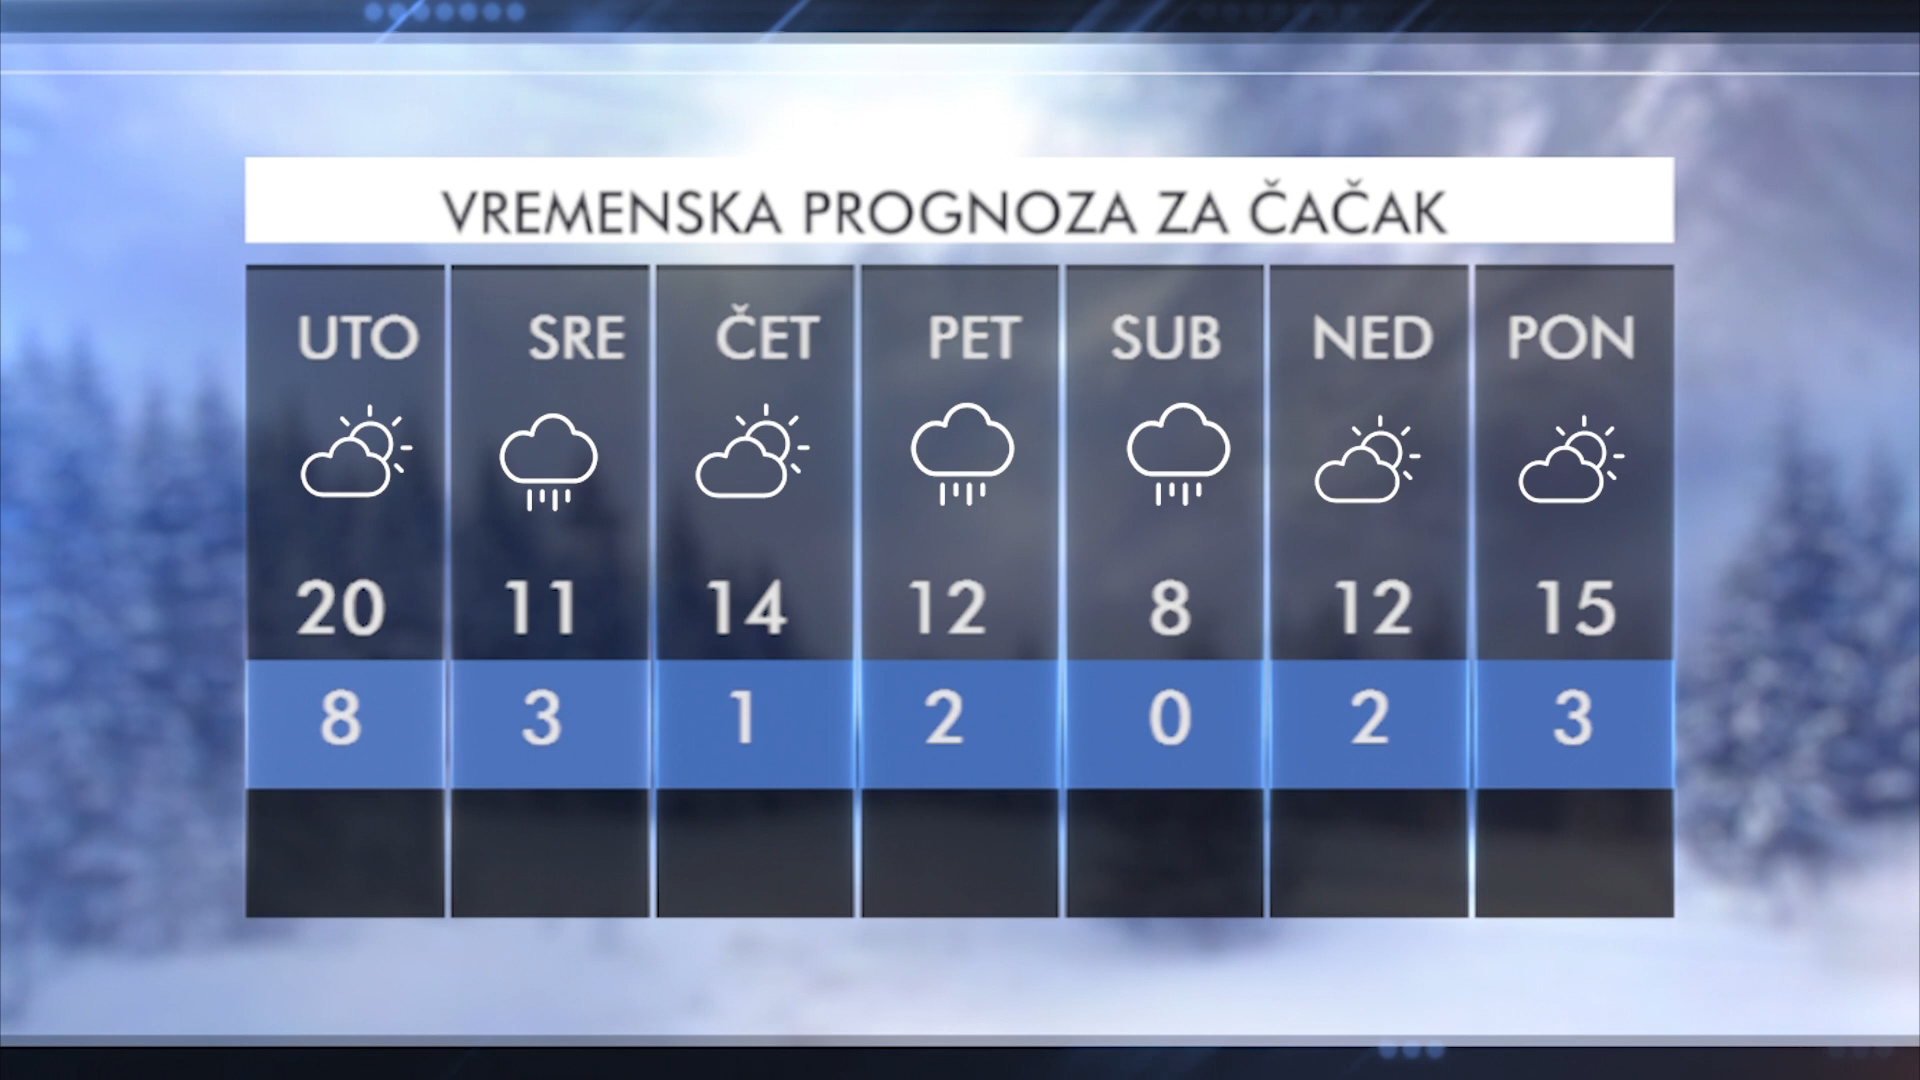 VREMENSKA PROGNOZA ZA ČAČAK
UTO SRE ČET PET SUB NED PON
20 11 14 12 8 12 15
8 3 1 2 0 2 3